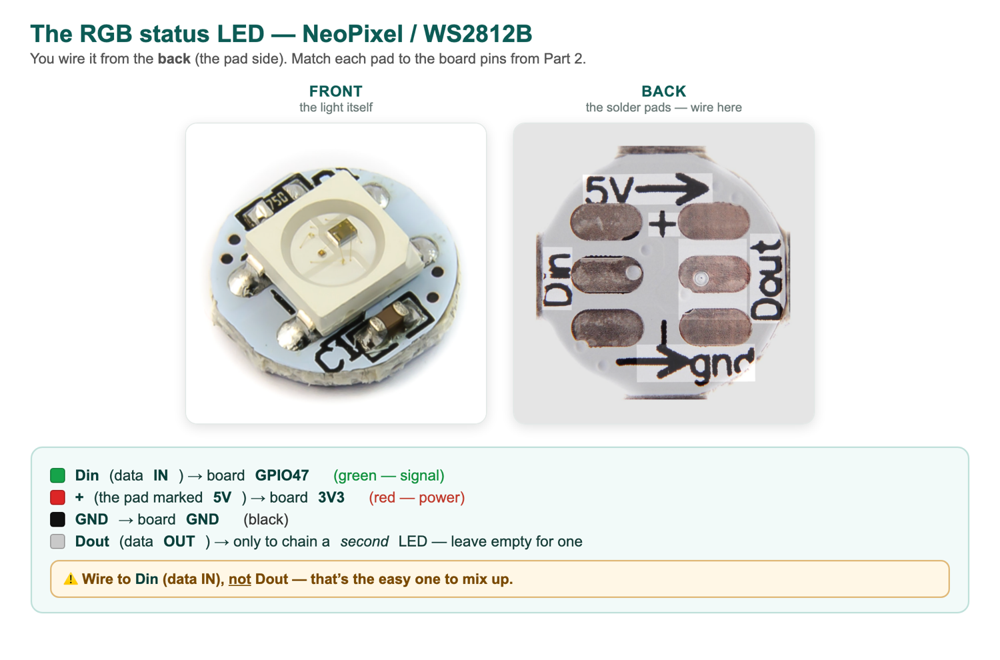 The RGB status LED — NeoPixel / WS2812B
You wire it from the back (the pad side). Match each pad to the board pins from Part 2.
FRONT
the light itself
BACK
the solder pads — wire here
750
C1
5V→
+
Din
Dout
→gnd
Din (data IN ) → board GPIO47 (green — signal)
+ (the pad marked 5V ) → board 3V3 (red — power)
GND → board GND (black)
Dout (data OUT ) → only to chain a second LED — leave empty for one
⚠ Wire to Din (data IN), not Dout — that’s the easy one to mix up.